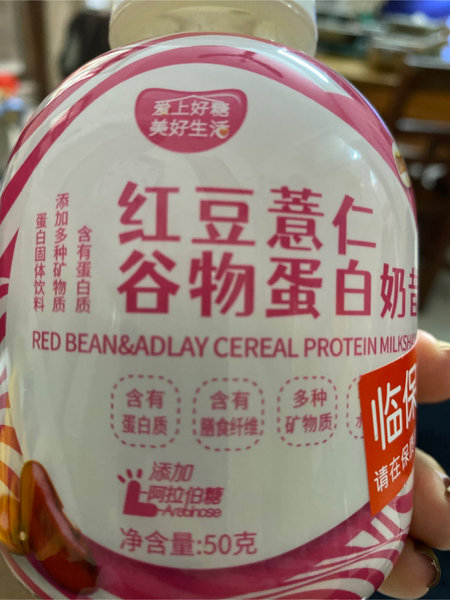 爱上好糖
美好生活
红豆薏仁
谷物蛋白奶昔
含有蛋白质
添加多种矿物质
蛋白固体饮料
RED BEAN&ADLAY CEREAL PROTEIN
含有
蛋白质
含有
膳食纤维
多种
矿物质
添加
L-阿拉伯糖
L-Arabinose
净含量:50克
临保
请在保